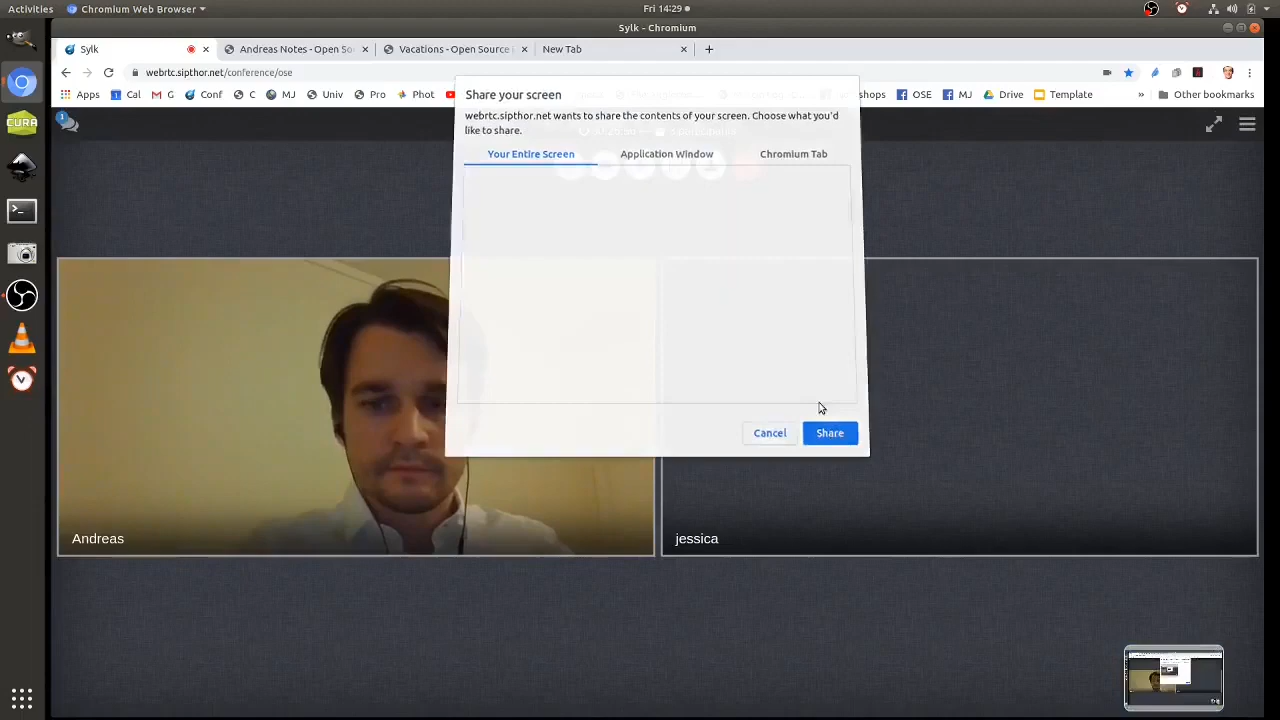 Activities
Chromium Web Browser
Fri 14:29
Sylk - Chromium
Sylk
Andreas Notes - Open So
Vacations - Open Source
New Tab
webrtc.sipthor.net/conference/ose
Apps
Cal
G
Conf
C
MJ
Univ
Pro
Phot
shops
OSE
MJ
Drive
Template
»
Other bookmarks
1
Share your screen
webrtc.sipthor.net wants to share the contents of your screen. Choose what you'd
like to share.
Your Entire Screen
Application Window
Chromium Tab
Cancel
Share
CURA
Andreas
jessica